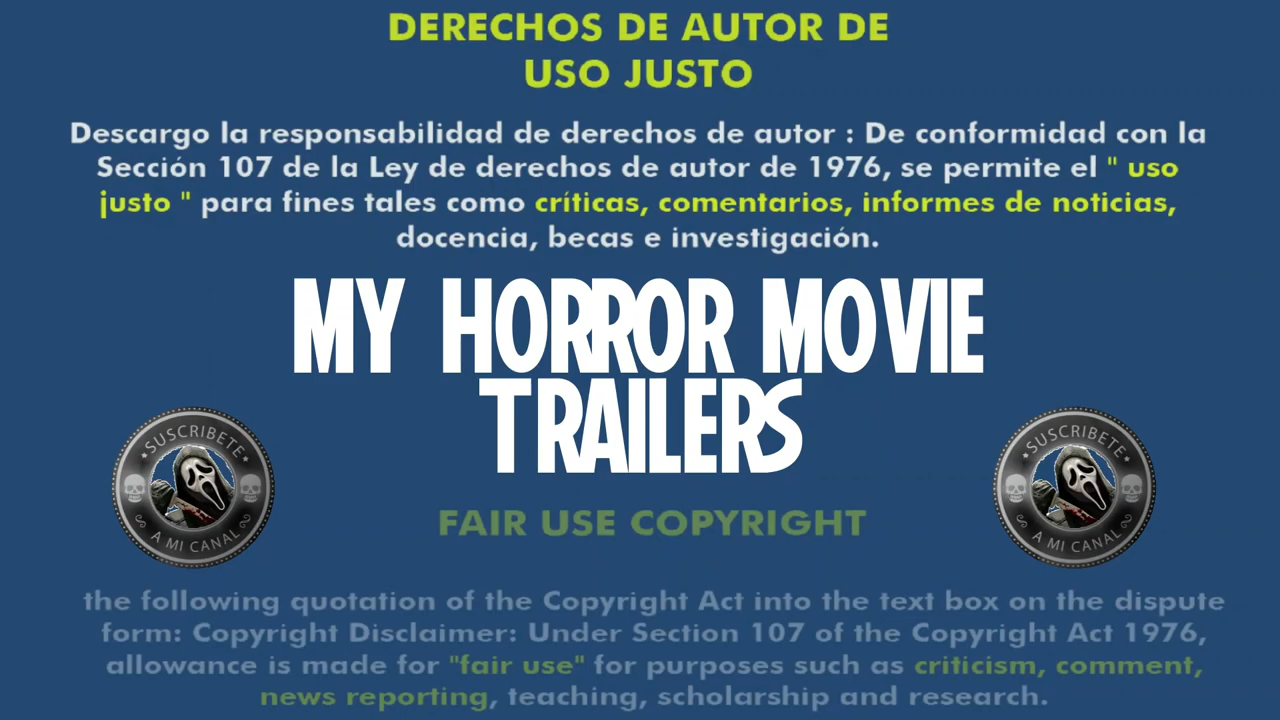 DERECHOS DE AUTOR DE
USO JUSTO
Descargo la responsabilidad de derechos de autor : De conformidad con la
Sección 107 de la Ley de derechos de autor de 1976, se permite el " uso
justo " para fines tales como críticas, comentarios, informes de noticias,
docencia, becas e investigación.
MY HORROR MOVIE
TRAILERS
SUSCRIBETE
A MI CANAL
SUSCRIBETE
A MI CANAL
FAIR USE COPYRIGHT
the following quotation of the Copyright Act into the text box on the dispute
form: Copyright Disclaimer: Under Section 107 of the Copyright Act 1976,
allowance is made for "fair use" for purposes such as criticism, comment,
news reporting, teaching, scholarship and research.